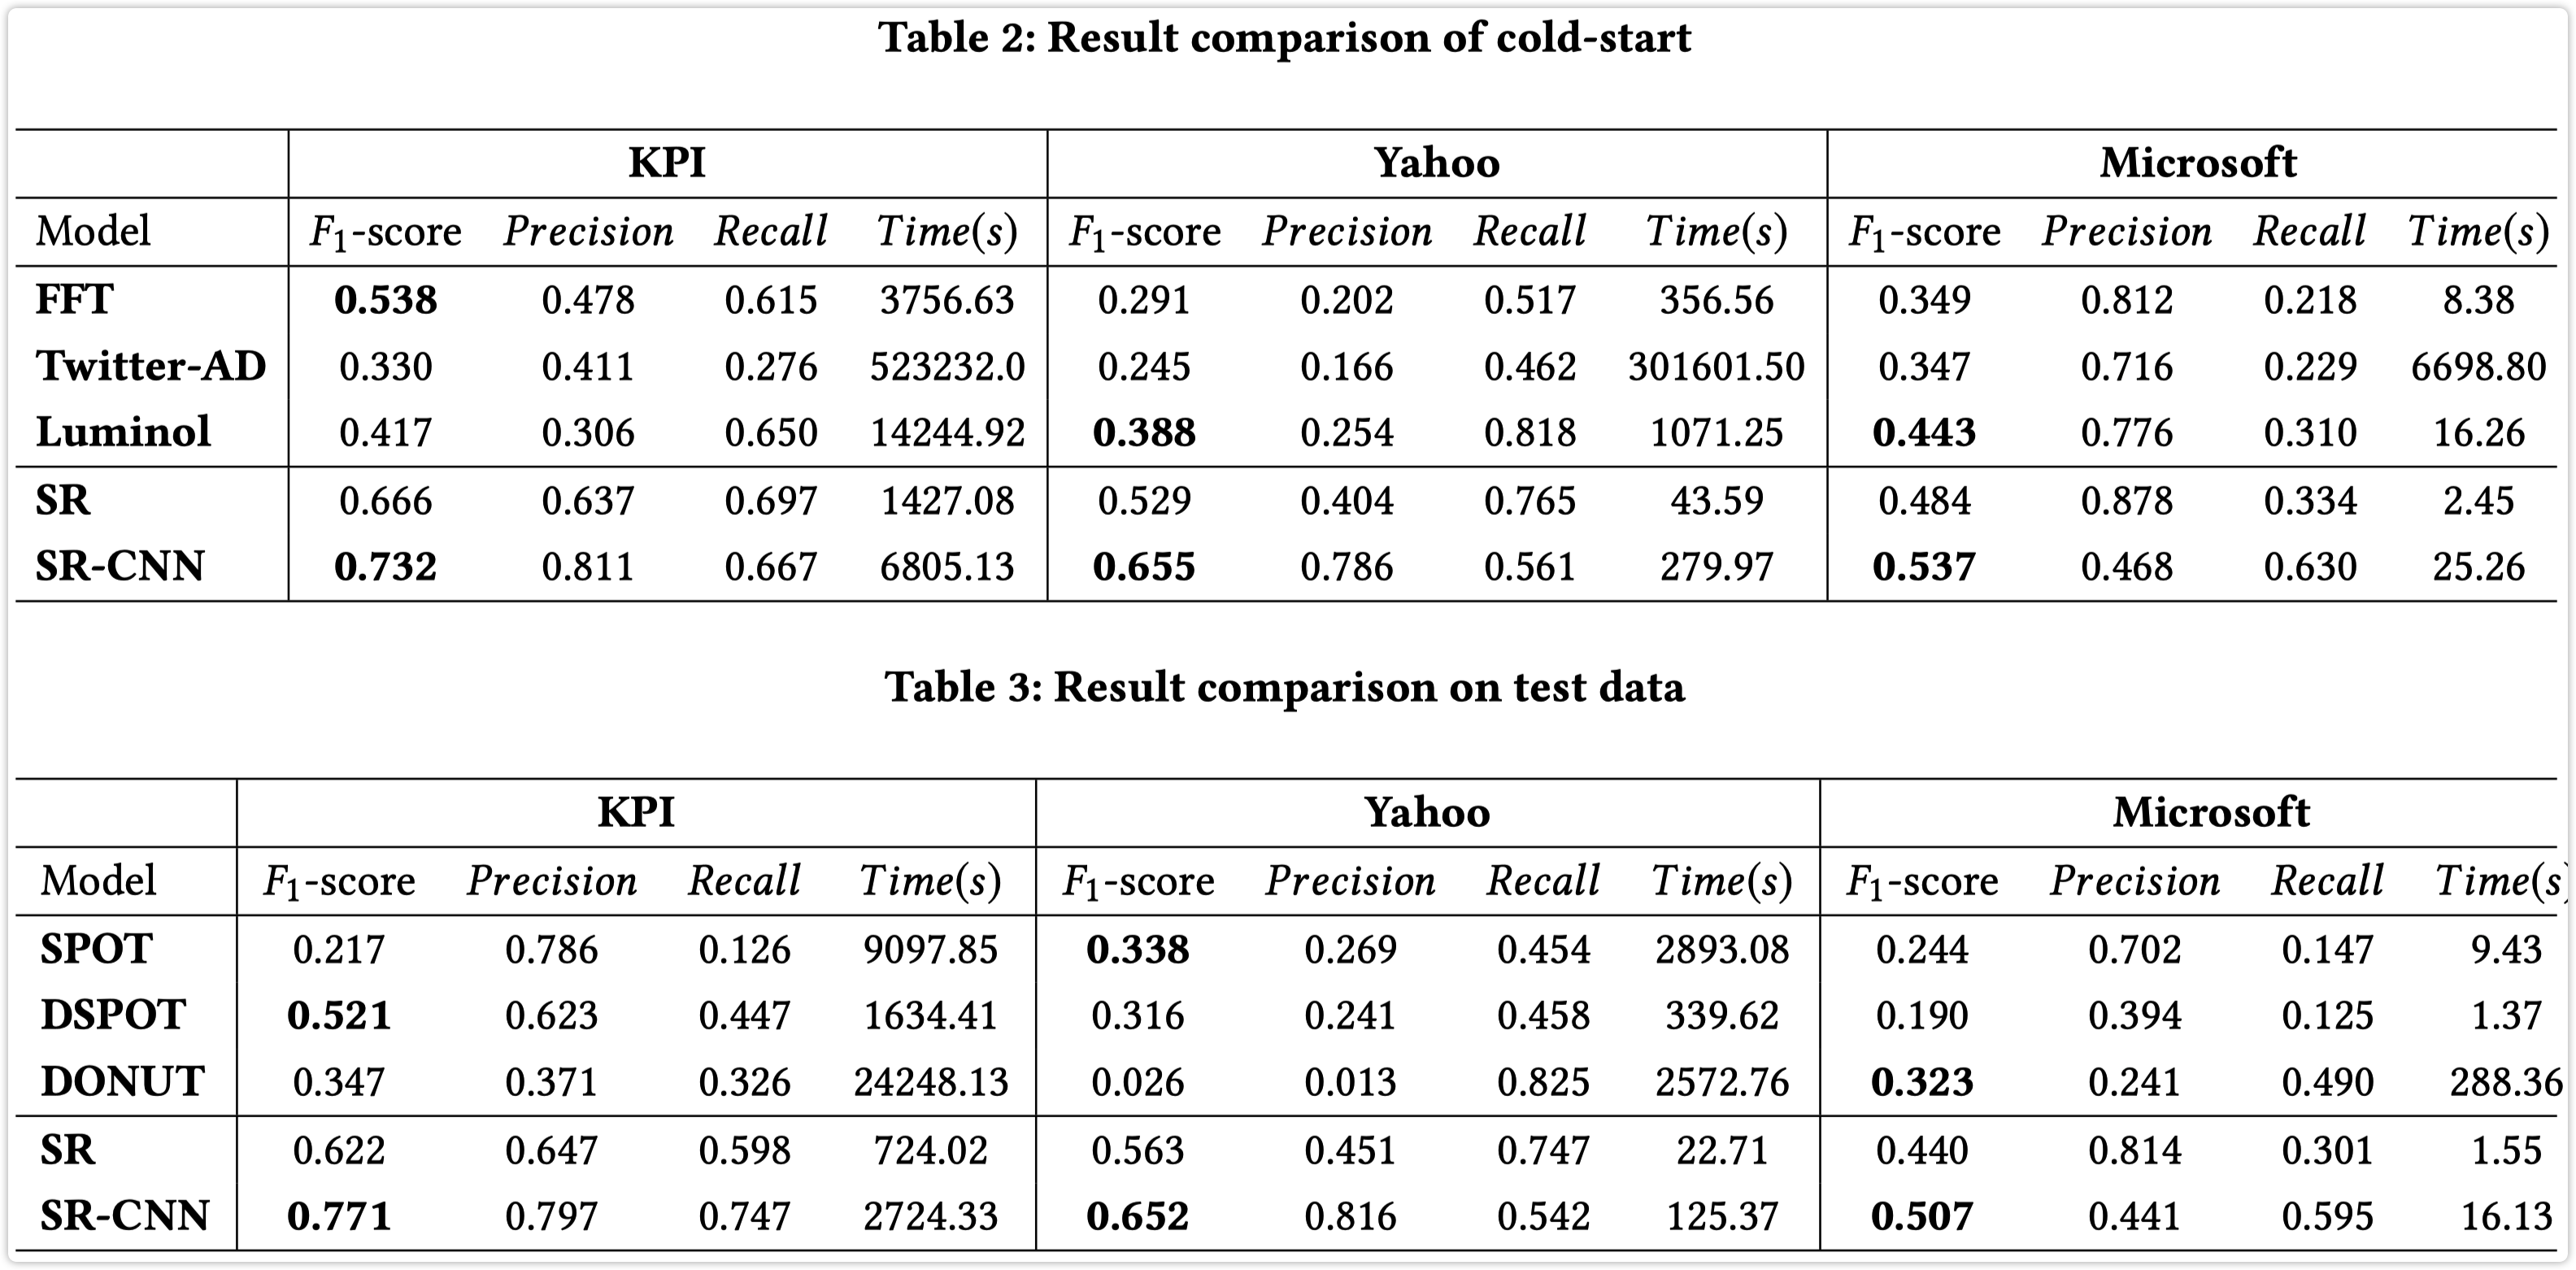 Table 2: Result comparison of cold-start
KPI Yahoo Microsoft
Model F1-score Precision Recall Time(s) F1-score Precision Recall Time(s) F1-score Precision Recall Time(s)
FFT 0.538 0.478 0.615 3756.63 0.291 0.202 0.517 356.56 0.349 0.812 0.218 8.38
Twitter-AD 0.330 0.411 0.276 523232.0 0.245 0.166 0.462 301601.50 0.347 0.716 0.229 6698.80
Luminol 0.417 0.306 0.650 14244.92 0.388 0.254 0.818 1071.25 0.443 0.776 0.310 16.26
SR 0.666 0.637 0.697 1427.08 0.529 0.404 0.765 43.59 0.484 0.878 0.334 2.45
SR-CNN 0.732 0.811 0.667 6805.13 0.655 0.786 0.561 279.97 0.537 0.468 0.630 25.26
Table 3: Result comparison on test data
KPI Yahoo Microsoft
Model F1-score Precision Recall Time(s) F1-score Precision Recall Time(s) F1-score Precision Recall Time(s)
SPOT 0.217 0.786 0.126 9097.85 0.338 0.269 0.454 2893.08 0.244 0.702 0.147 9.43
DSPOT 0.521 0.623 0.447 1634.41 0.316 0.241 0.458 339.62 0.190 0.394 0.125 1.37
DONUT 0.347 0.371 0.326 24248.13 0.026 0.013 0.825 2572.76 0.323 0.241 0.490 288.36
SR 0.622 0.647 0.598 724.02 0.563 0.451 0.747 22.71 0.440 0.814 0.301 1.55
SR-CNN 0.771 0.797 0.747 2724.33 0.652 0.816 0.542 125.37 0.507 0.441 0.595 16.13